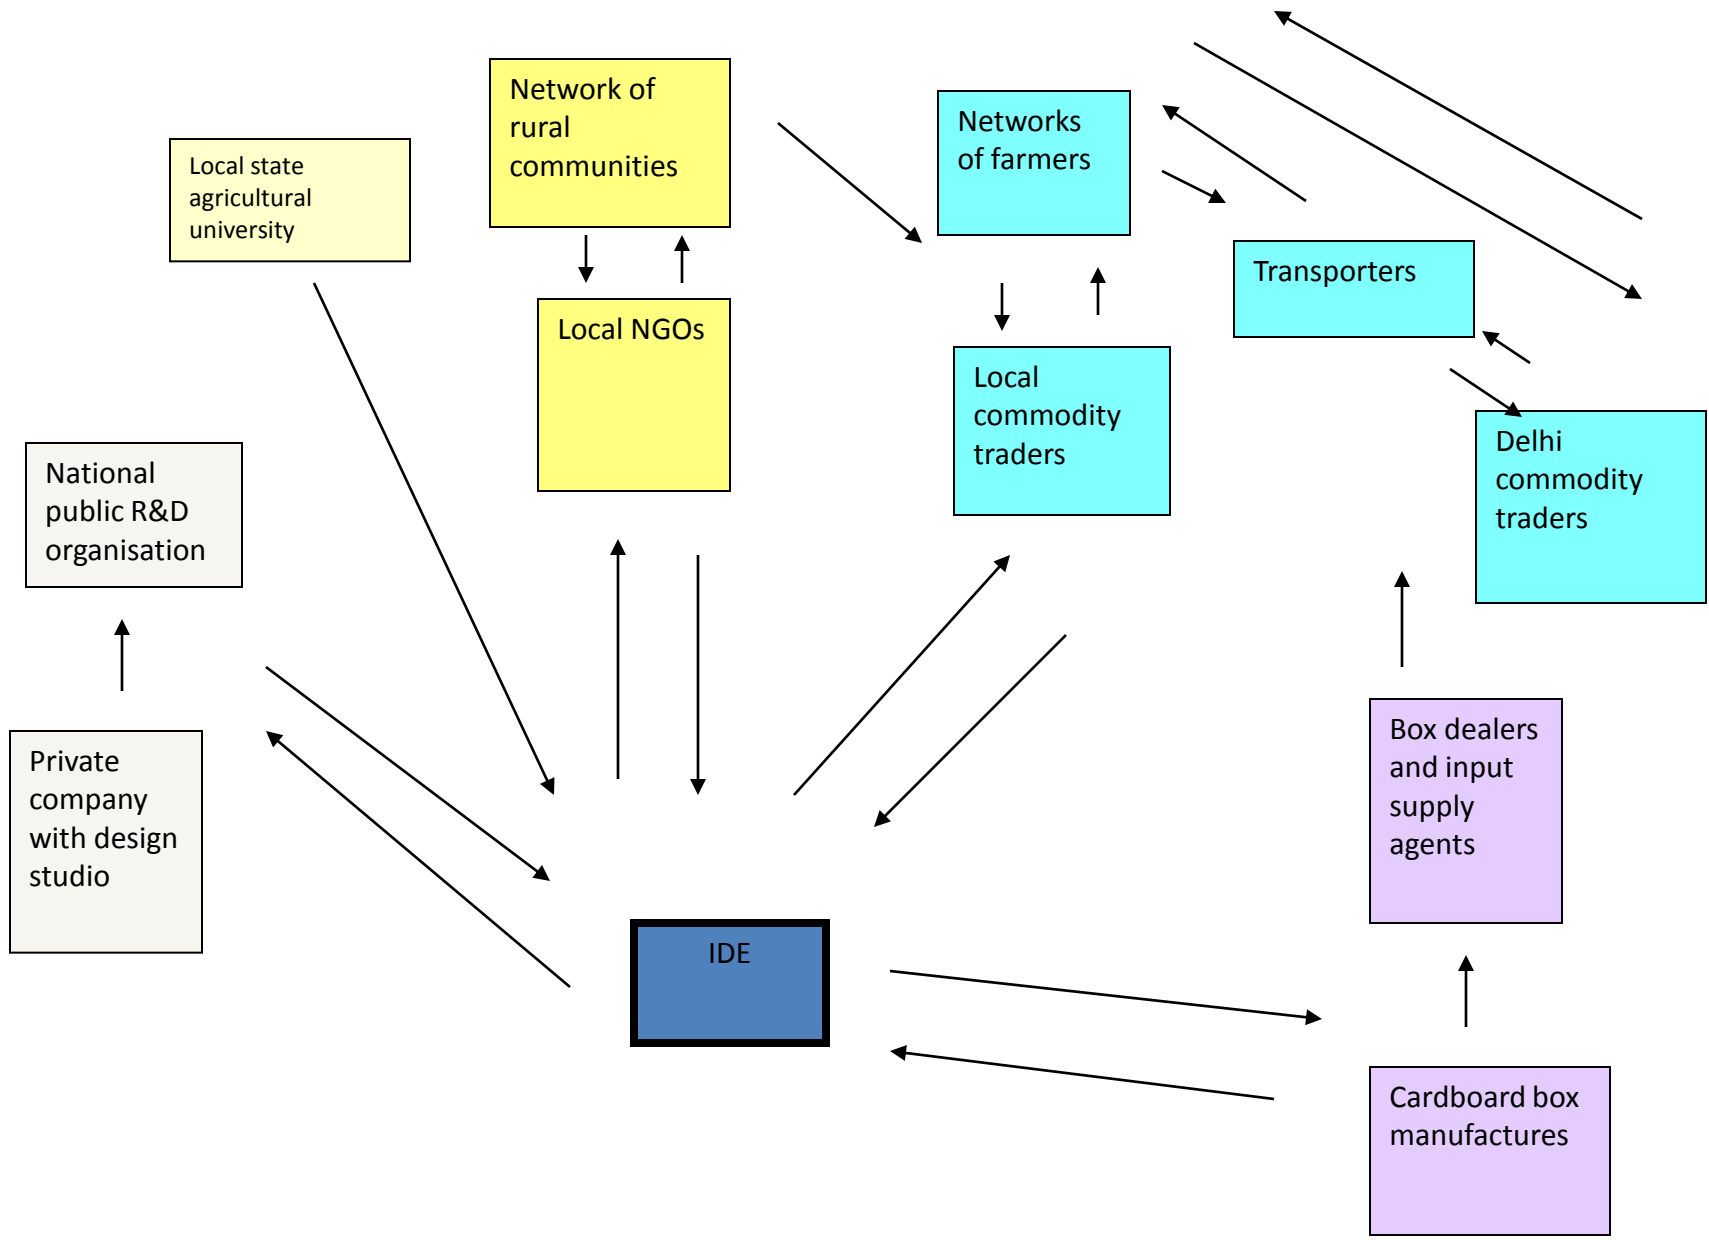 Network of
rural
communities
Networks
of farmers
Local state
agricultural
university
Transporters
Local NGOs
Local
commodity
traders
Delhi
commodity
traders
National
public R&D
organisation
Box dealers
and input
supply
agents
Private
company
with design
studio
IDE
Cardboard box
manufactures